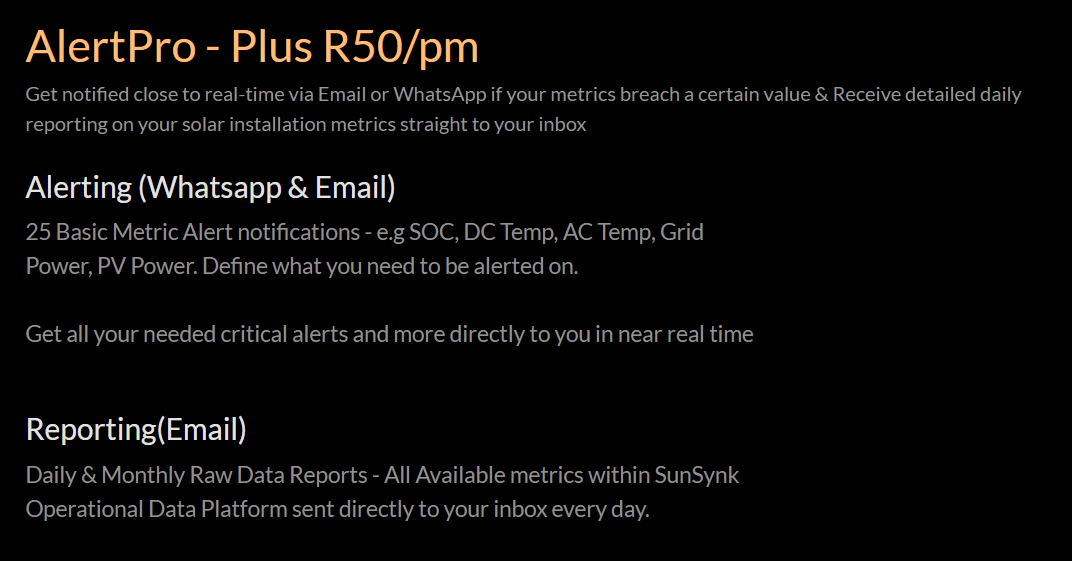 AlertPro - Plus R50/pm
Get notified close to real-time via Email or WhatsApp if your metrics breach a certain value & Receive detailed daily
reporting on your solar installation metrics straight to your inbox
Alerting (Whatsapp & Email)
25 Basic Metric Alert notifications - e.g SOC, DC Temp, AC Temp, Grid
Power, PV Power. Define what you need to be alerted on.
Get all your needed critical alerts and more directly to you in near real time
Reporting(Email)
Daily & Monthly Raw Data Reports - All Available metrics within SunSynk
Operational Data Platform sent directly to your inbox every day.